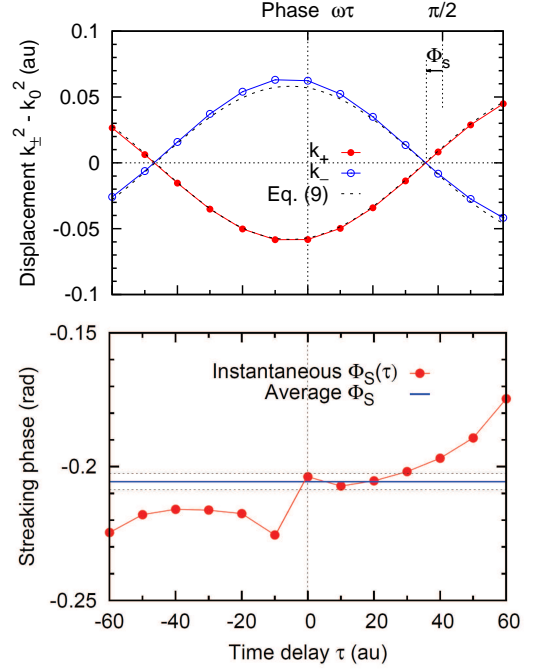 Phase ωτ
π/2
Φ_s
0.1
0.05
0
-0.05
-0.1
Displacement k_±^2 - k_0^2 (au)
k_+
k_−
Eq. (9)
-0.15
-0.2
-0.25
Streaking phase (rad)
Instantaneous Φ_S(τ)
Average Φ_S
-60 -40 -20 0 20 40 60
Time delay τ (au)